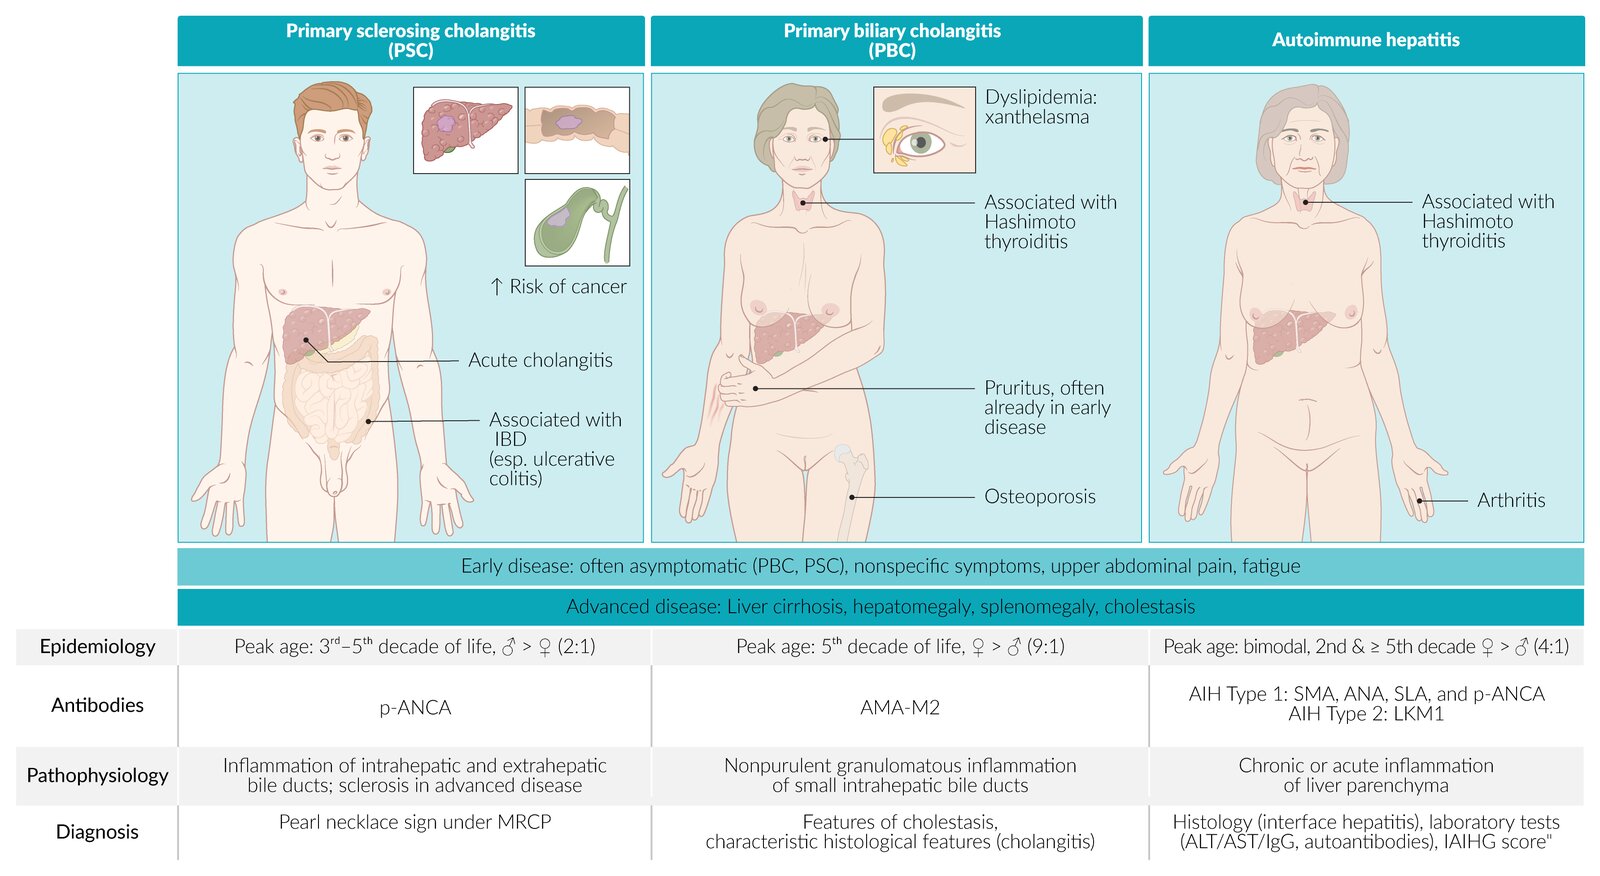 Primary sclerosing cholangitis
(PSC)
Primary biliary cholangitis
(PBC)
Autoimmune hepatitis
↑ Risk of cancer
Acute cholangitis
Associated with
IBD
(esp. ulcerative
colitis)
Dyslipidemia:
xanthelasma
Associated with
Hashimoto
thyroiditis
Pruritus, often
already in early
disease
Osteoporosis
Associated with
Hashimoto
thyroiditis
Arthritis
Early disease: often asymptomatic (PBC, PSC), nonspecific symptoms, upper abdominal pain, fatigue
Advanced disease: Liver cirrhosis, hepatomegaly, splenomegaly, cholestasis
Epidemiology
Peak age: 3rd–5th decade of life, ♂ > ♀ (2:1)
Peak age: 5th decade of life, ♀ > ♂ (9:1)
Peak age: bimodal, 2nd & ≥ 5th decade ♀ > ♂ (4:1)
Antibodies
p-ANCA
AMA-M2
AIH Type 1: SMA, ANA, SLA, and p-ANCA
AIH Type 2: LKM1
Pathophysiology
Inflammation of intrahepatic and extrahepatic
bile ducts; sclerosis in advanced disease
Nonpurulent granulomatous inflammation
of small intrahepatic bile ducts
Chronic or acute inflammation
of liver parenchyma
Diagnosis
Pearl necklace sign under MRCP
Features of cholestasis,
characteristic histological features (cholangitis)
Histology (interface hepatitis), laboratory tests
(ALT/AST/IgG, autoantibodies), IAIHG score"